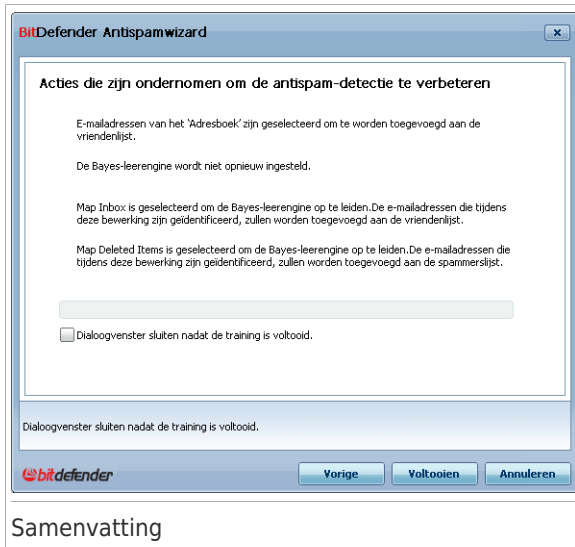 BitDefender Antispamwizard
Acties die zijn ondernomen om de antispam-detectie te verbeteren
E-mailadressen van het 'Adresboek' zijn geselecteerd om te worden toegevoegd aan de
vriendenlijst.
De Bayes-leerengine wordt niet opnieuw ingesteld.
Map Inbox is geselecteerd om de Bayes-leerengine op te leiden.De e-mailadressen die tijdens
deze bewerking zijn geïdentificeerd, zullen worden toegevoegd aan de vriendenlijst.
Map Deleted Items is geselecteerd om de Bayes-leerengine op te leiden.De e-mailadressen die
tijdens deze bewerking zijn geïdentificeerd, zullen worden toegevoegd aan de spammerslijst.
Dialoogvenster sluiten nadat de training is voltooid.
Dialoogvenster sluiten nadat de training is voltooid.
bitdefender
Vorige
Voltooien
Annuleren
Samenvatting